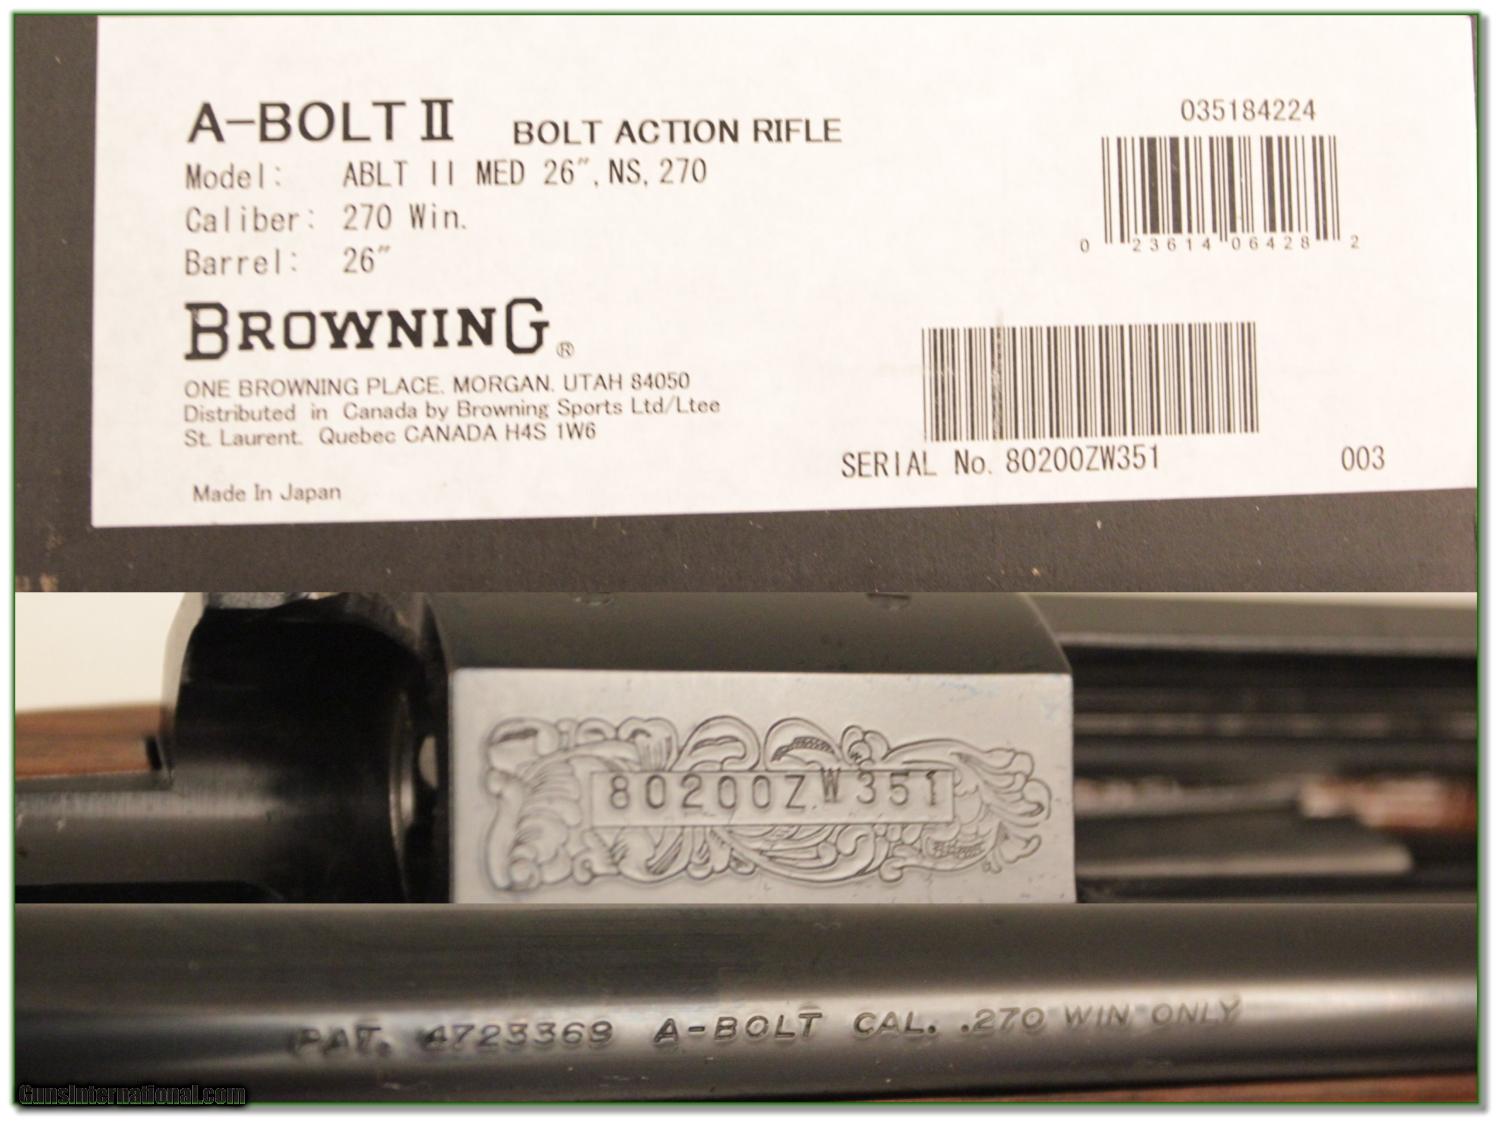 A-BOLT II BOLT ACTION RIFLE
035184224
Model: ABLT II MED 26″, NS, 270
Caliber: 270 Win.
Barrel: 26″
0 23614 06428 2
BROWNING®
ONE BROWNING PLACE. MORGAN. UTAH 84050
Distributed in Canada by Browning Sports Ltd/Ltee
St. Laurent. Quebec CANADA H4S 1W6
SERIAL No. 80200ZW351
003
Made In Japan
80200ZW351
PAT. 4723369 A-BOLT CAL. .270 WIN ONLY
GunsInternational.com